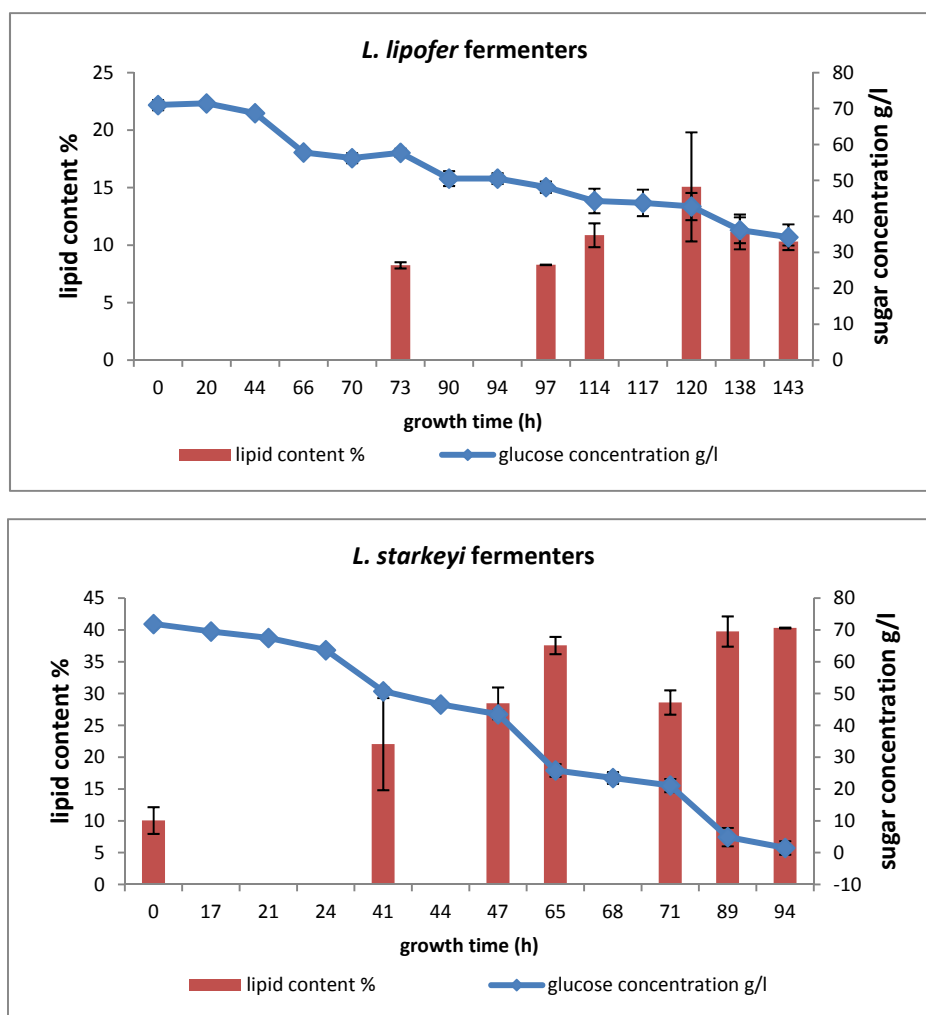 L. lipofer fermenters
25
20
15
10
5
0
lipid content %
80
70
60
50
40
30
20
10
0
sugar concentration g/l
0 20 44 66 70 73 90 94 97 114 117 120 138 143
growth time (h)
lipid content % glucose concentration g/l
L. starkeyi fermenters
45
40
35
30
25
20
15
10
5
0
lipid content %
80
70
60
50
40
30
20
10
0
-10
sugar concentration g/l
0 17 21 24 41 44 47 65 68 71 89 94
growth time (h)
lipid content % glucose concentration g/l